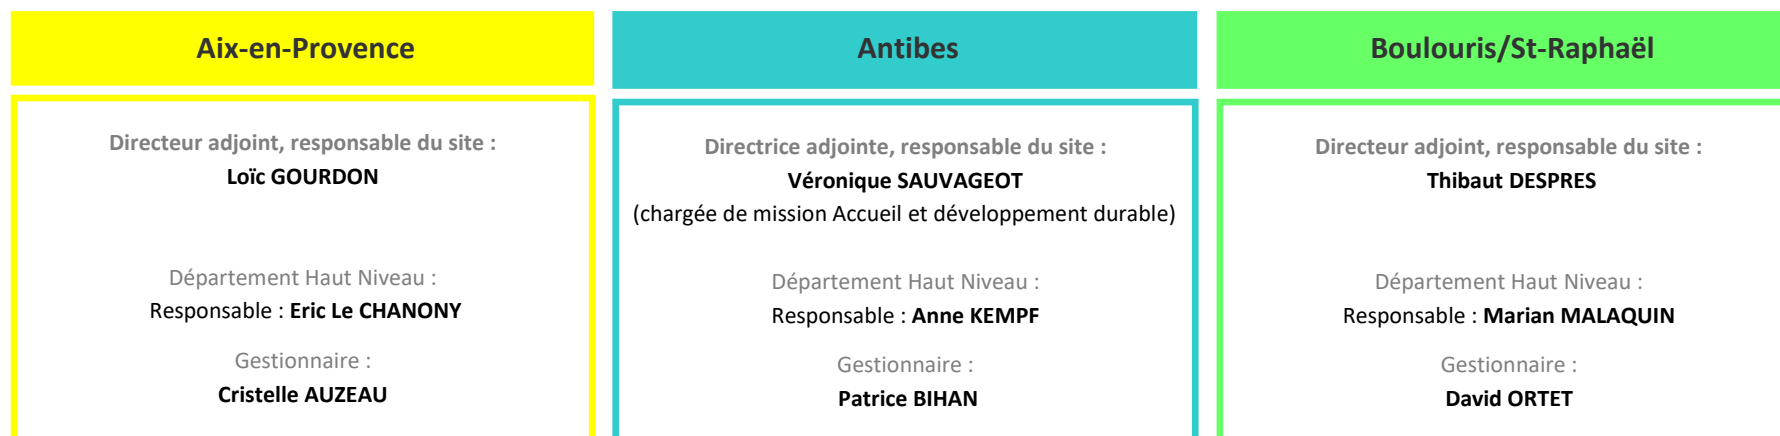 Aix-en-Provence
Directeur adjoint, responsable du site :
Loïc GOURDON
Département Haut Niveau :
Responsable : Eric Le CHANONY
Gestionnaire :
Cristelle AUZEAU
Antibes
Directrice adjointe, responsable du site :
Véronique SAUVAGEOT
(chargée de mission Accueil et développement durable)
Département Haut Niveau :
Responsable : Anne KEMPF
Gestionnaire :
Patrice BIHAN
Boulouris/St-Raphaël
Directeur adjoint, responsable du site :
Thibaut DESPRES
Département Haut Niveau :
Responsable : Marian MALAQUIN
Gestionnaire :
David ORTET